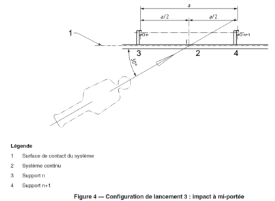 a
a/2
a/2
1
n
n+1
3
2
4
30°
Légende
1 Surface de contact du système
2 Système continu
3 Support n
4 Support n+1
Figure 4 — Configuration de lancement 3 : Impact à mi-portée